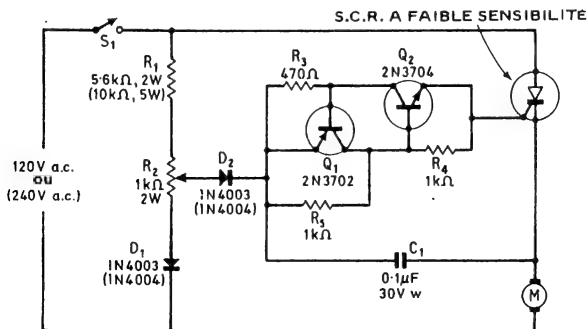 S.C.R. A FAIBLE SENSIBILITE
S1
R1
5·6kΩ, 2W
(10kΩ, 5W)
R3
470Ω
Q2
2N3704
120V a.c.
ou
(240V a.c.)
R2
1kΩ
2W
D2
1N4003
(1N4004)
Q1
2N3702
R4
1kΩ
R5
1kΩ
D1
1N4003
(1N4004)
C1
0·1µF
30V w
M